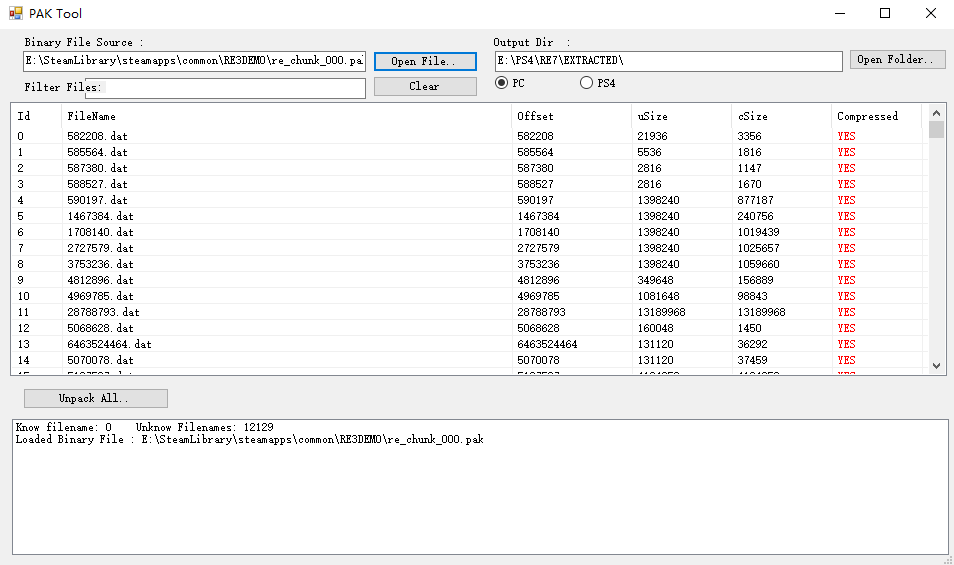 PAK Tool
Binary File Source :
Output Dir :
E:\SteamLibrary\steamapps\common\RE3DEMO\re_chunk_000.pa
Open File..
E:\PS4\RE7\EXTRACTED\
Open Folder..
Filter Files:
Clear
PC
PS4
Id FileName Offset uSize cSize Compressed
0 582208.dat 582208 21936 3356 YES
1 585564.dat 585564 5536 1816 YES
2 587380.dat 587380 2816 1147 YES
3 588527.dat 588527 2816 1670 YES
4 590197.dat 590197 1398240 877187 YES
5 1467384.dat 1467384 1398240 240756 YES
6 1708140.dat 1708140 1398240 1019439 YES
7 2727579.dat 2727579 1398240 1025657 YES
8 3753236.dat 3753236 1398240 1059660 YES
9 4812896.dat 4812896 349648 156889 YES
10 4969785.dat 4969785 1081648 98843 YES
11 28788793.dat 28788793 13189968 13189968 YES
12 5068628.dat 5068628 160048 1450 YES
13 6463524464.dat 6463524464 131120 36292 YES
14 5070078.dat 5070078 131120 37459 YES
Unpack All..
Know filename: 0 Unknow Filenames: 12129
Loaded Binary File : E:\SteamLibrary\steamapps\common\RE3DEMO\re_chunk_000.pak